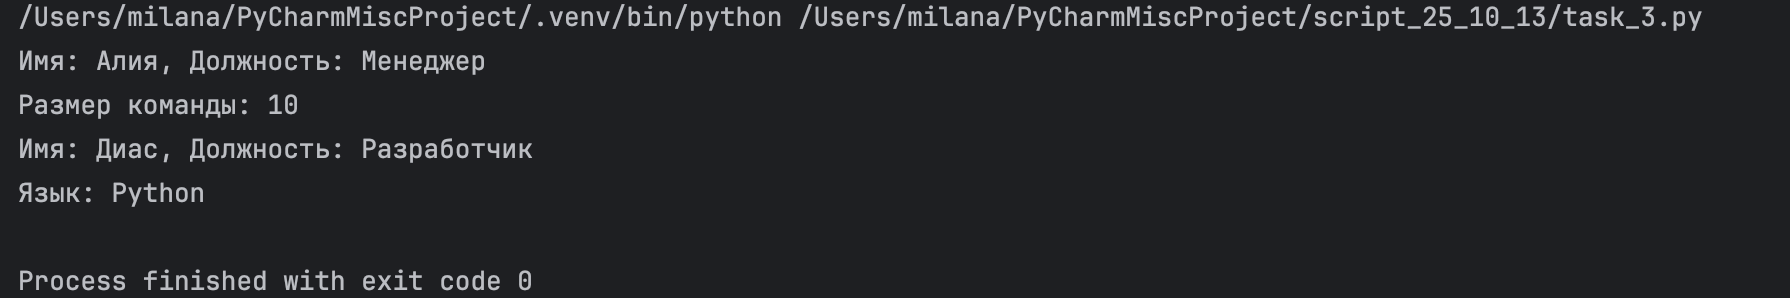 /Users/milana/PyCharmMiscProject/.venv/bin/python /Users/milana/PyCharmMiscProject/script_25_10_13/task_3.py
Имя: Алия, Должность: Менеджер
Размер команды: 10
Имя: Диас, Должность: Разработчик
Язык: Python
Process finished with exit code 0